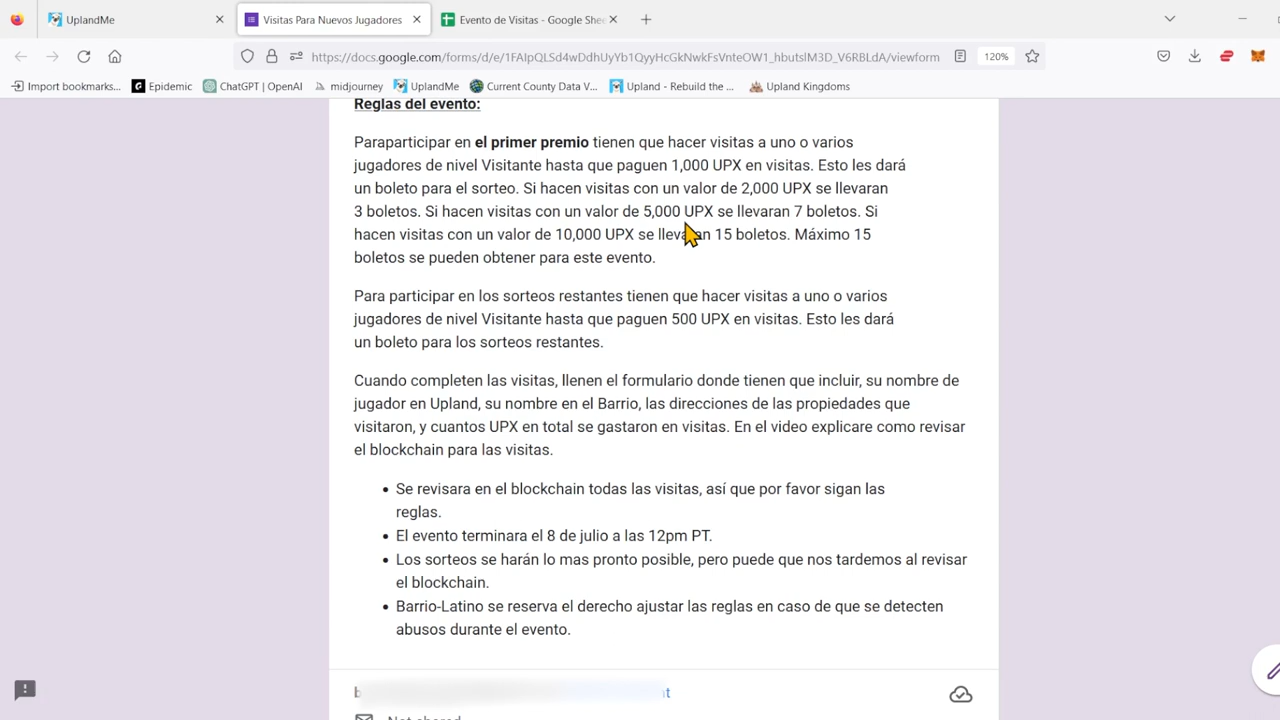 UplandMe
Visitas Para Nuevos Jugadores
Evento de Visitas - Google She
https://docs.google.com/forms/d/e/1FAIpQLSd4wDdhUyYb1QyyHcGkNwkFsVnteOW1_hbutslM3D_V6RBLdA/viewform
120%
Import bookmarks...
Epidemic
ChatGPT | OpenAI
midjourney
UplandMe
Current County Data V...
Upland - Rebuild the ...
Upland Kingdoms
Reglas del evento:
Paraparticipar en el primer premio tienen que hacer visitas a uno o varios
jugadores de nivel Visitante hasta que paguen 1,000 UPX en visitas. Esto les dará
un boleto para el sorteo. Si hacen visitas con un valor de 2,000 UPX se llevaran
3 boletos. Si hacen visitas con un valor de 5,000 UPX se llevaran 7 boletos. Si
hacen visitas con un valor de 10,000 UPX se llevaran 15 boletos. Máximo 15
boletos se pueden obtener para este evento.
Para participar en los sorteos restantes tienen que hacer visitas a uno o varios
jugadores de nivel Visitante hasta que paguen 500 UPX en visitas. Esto les dará
un boleto para los sorteos restantes.
Cuando completen las visitas, llenen el formulario donde tienen que incluir, su nombre de
jugador en Upland, su nombre en el Barrio, las direcciones de las propiedades que
visitaron, y cuantos UPX en total se gastaron en visitas. En el video explicare como revisar
el blockchain para las visitas.
• Se revisara en el blockchain todas las visitas, así que por favor sigan las
reglas.
• El evento terminara el 8 de julio a las 12pm PT.
• Los sorteos se harán lo mas pronto posible, pero puede que nos tardemos al revisar
el blockchain.
• Barrio-Latino se reserva el derecho ajustar las reglas en caso de que se detecten
abusos durante el evento.
Not shared